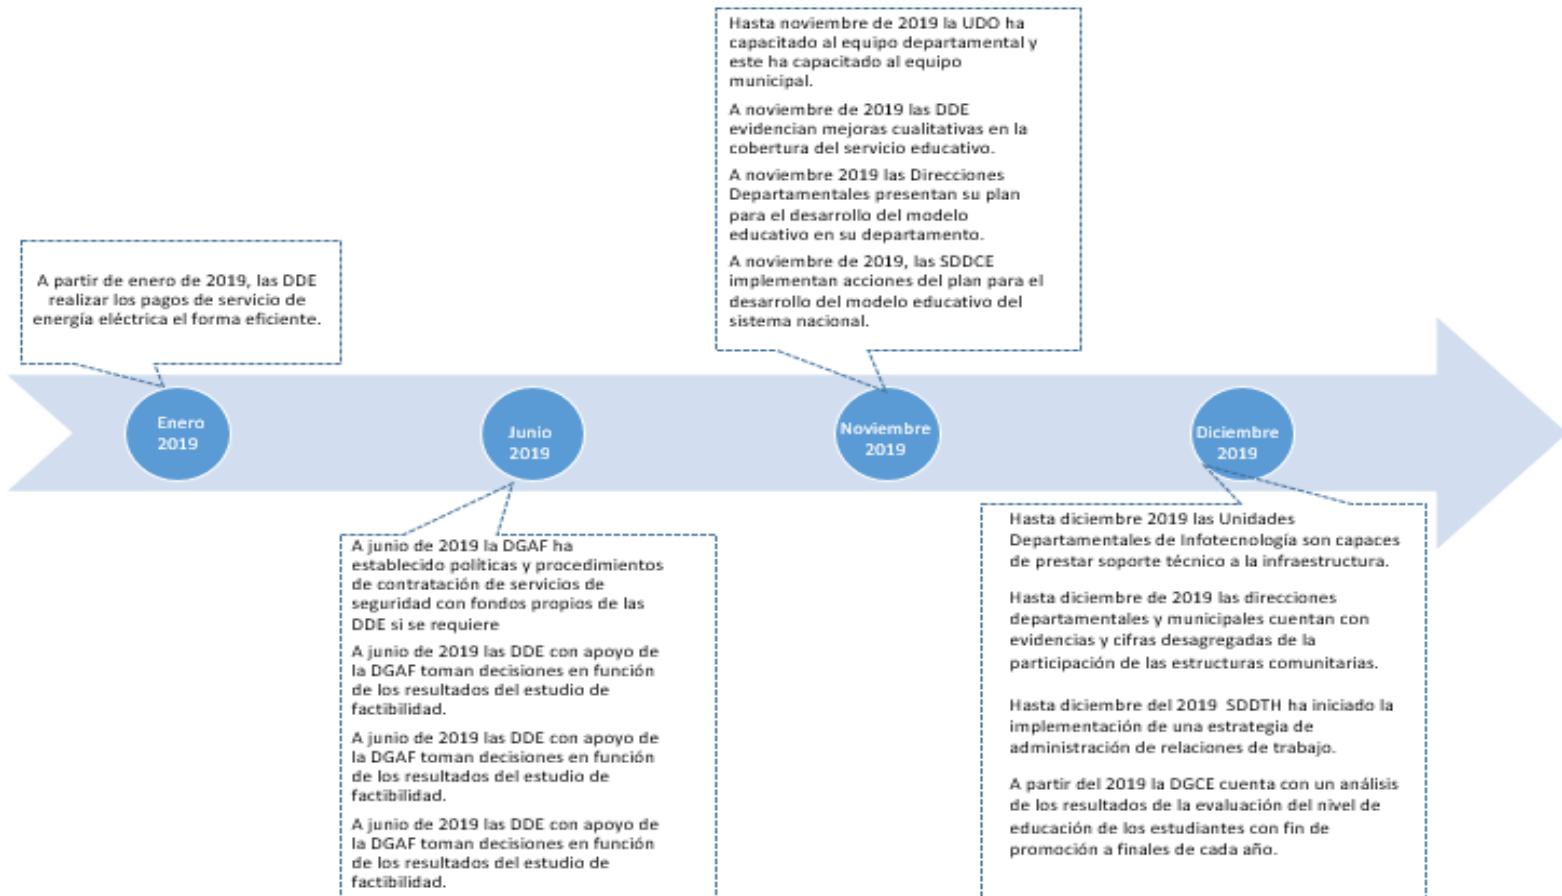 Hasta noviembre de 2019 la UDO ha
capacitado al equipo departamental y
este ha capacitado al equipo
municipal.
A noviembre de 2019 las DDE
evidencian mejoras cualitativas en la
cobertura del servicio educativo.
A noviembre 2019 las Direcciones
Departamentales presentan su plan
para el desarrollo del modelo
educativo en su departamento.
A noviembre de 2019, las SDDCE
implementan acciones del plan para el
desarrollo del modelo educativo del
sistema nacional.
A partir de enero de 2019, las DDE
realizar los pagos de servicio de
energía eléctrica el forma eficiente.
Enero
2019
Junio
2019
Noviembre
2019
Diciembre
2019
A junio de 2019 la DGAF ha
establecido políticas y procedimientos
de contratación de servicios de
seguridad con fondos propios de las
DDE si se requiere
A junio de 2019 las DDE con apoyo de
la DGAF toman decisiones en función
de los resultados del estudio de
factibilidad.
A junio de 2019 las DDE con apoyo de
la DGAF toman decisiones en función
de los resultados del estudio de
factibilidad.
A junio de 2019 las DDE con apoyo de
la DGAF toman decisiones en función
de los resultados del estudio de
factibilidad.
Hasta diciembre 2019 las Unidades
Departamentales de Infotecnología son capaces
de prestar soporte técnico a la infraestructura.
Hasta diciembre de 2019 las direcciones
departamentales y municipales cuentan con
evidencias y cifras desagregadas de la
participación de las estructuras comunitarias.
Hasta diciembre del 2019 SDDTH ha iniciado la
implementación de una estrategia de
administración de relaciones de trabajo.
A partir del 2019 la DGCE cuenta con un análisis
de los resultados de la evaluación del nivel de
educación de los estudiantes con fin de
promoción a finales de cada año.